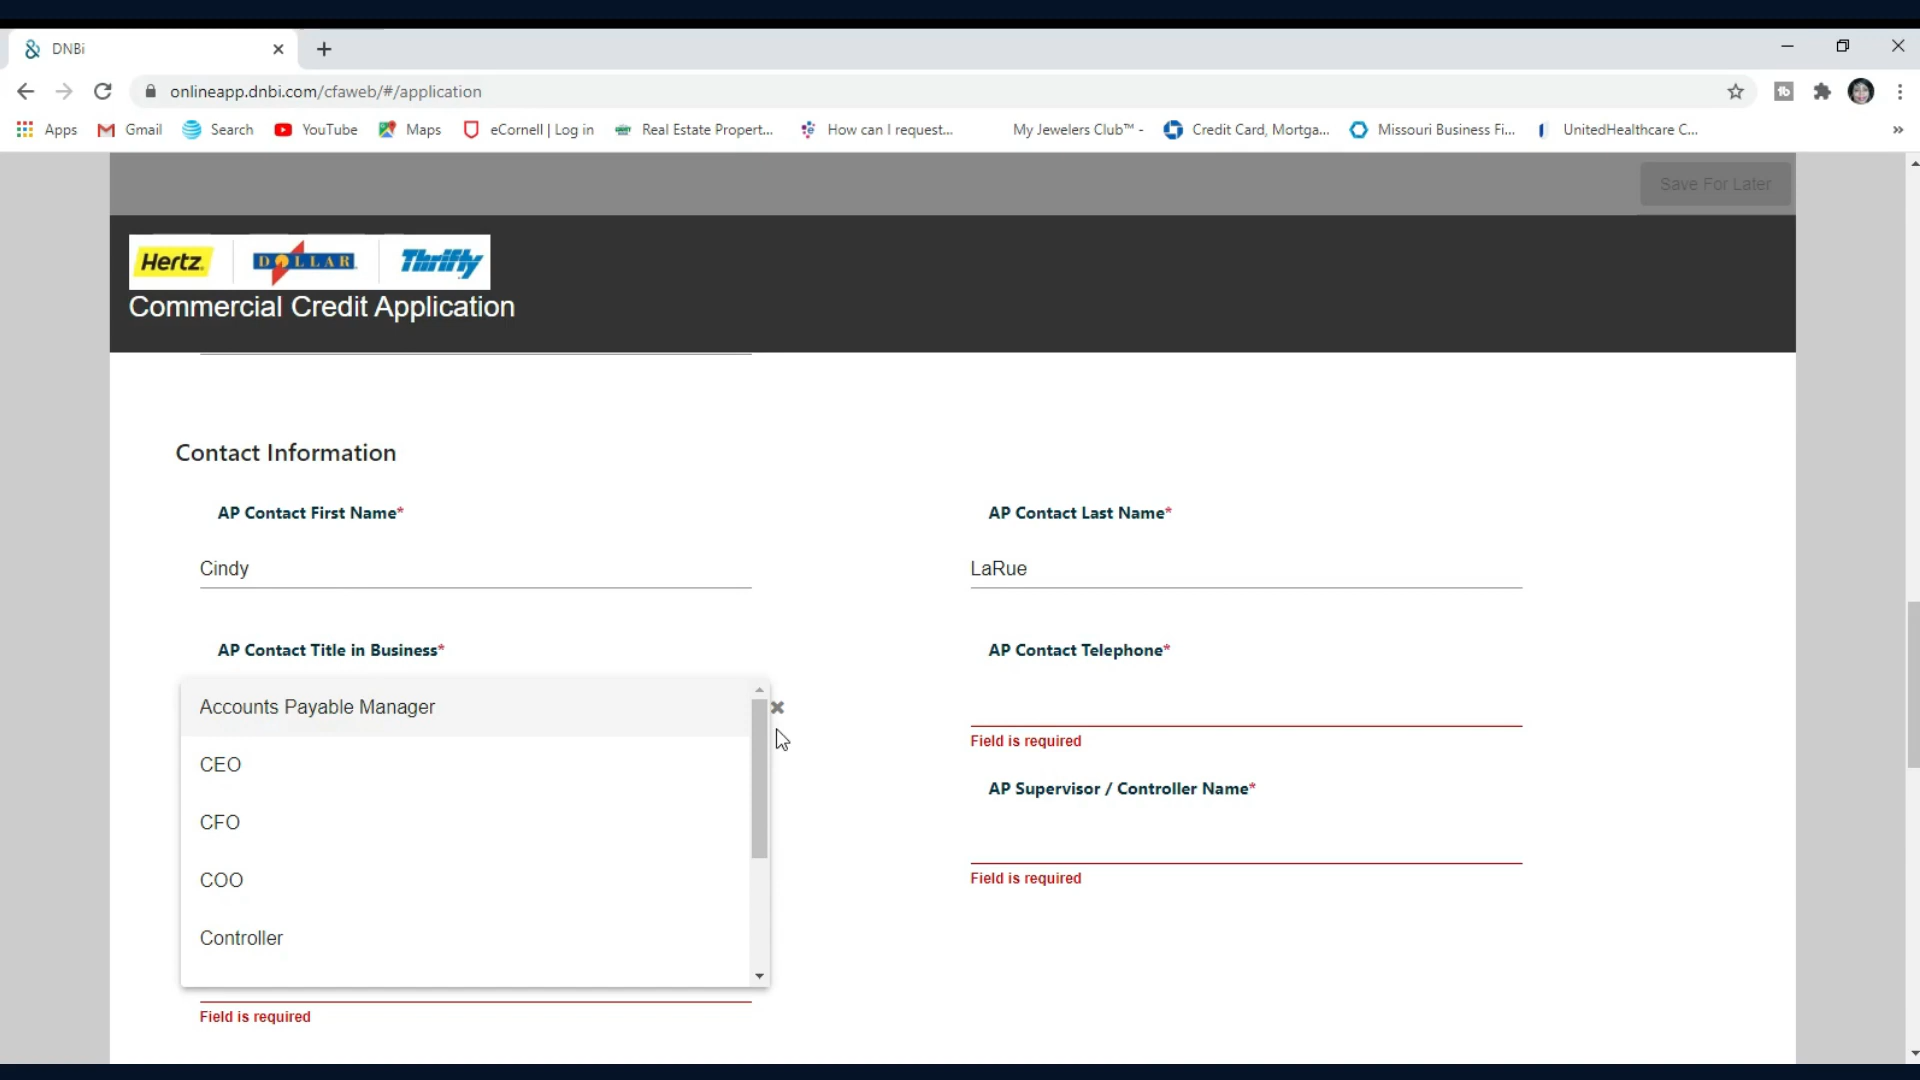 DNBi
onlineapp.dnbi.com/cfaweb/#/application
Apps Gmail Search YouTube Maps eCornell | Log in Real Estate Propert... How can I request... My Jewelers Club™ - Credit Card, Mortga... Missouri Business Fi... UnitedHealthcare C... »
Save For Later
Hertz. DOLLAR Thrifty
Commercial Credit Application
Contact Information
AP Contact First Name* AP Contact Last Name*
Cindy LaRue
AP Contact Title in Business* AP Contact Telephone*
Accounts Payable Manager
Field is required
CEO
AP Supervisor / Controller Name*
CFO
COO
Field is required
Controller
Field is required